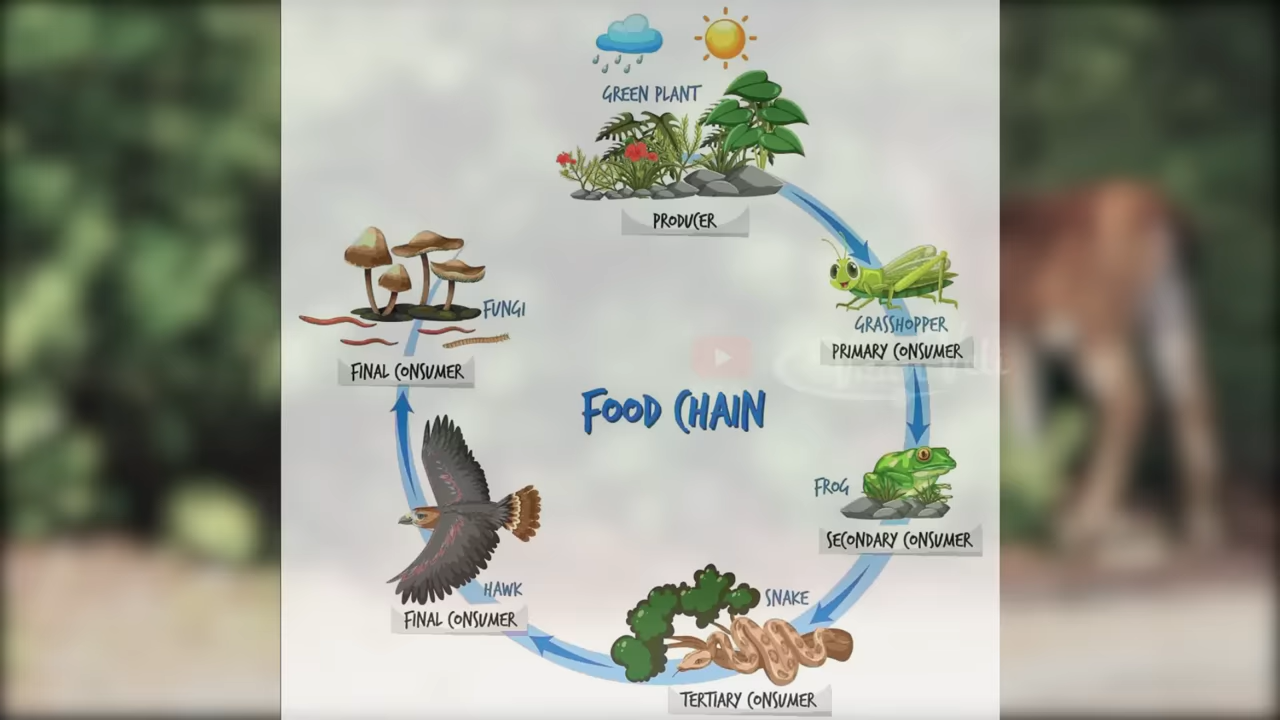 GREEN PLANT
PRODUCER
GRASSHOPPER
PRIMARY CONSUMER
FROG
SECONDARY CONSUMER
SNAKE
TERTIARY CONSUMER
HAWK
FINAL CONSUMER
FUNGI
FINAL CONSUMER
FOOD CHAIN